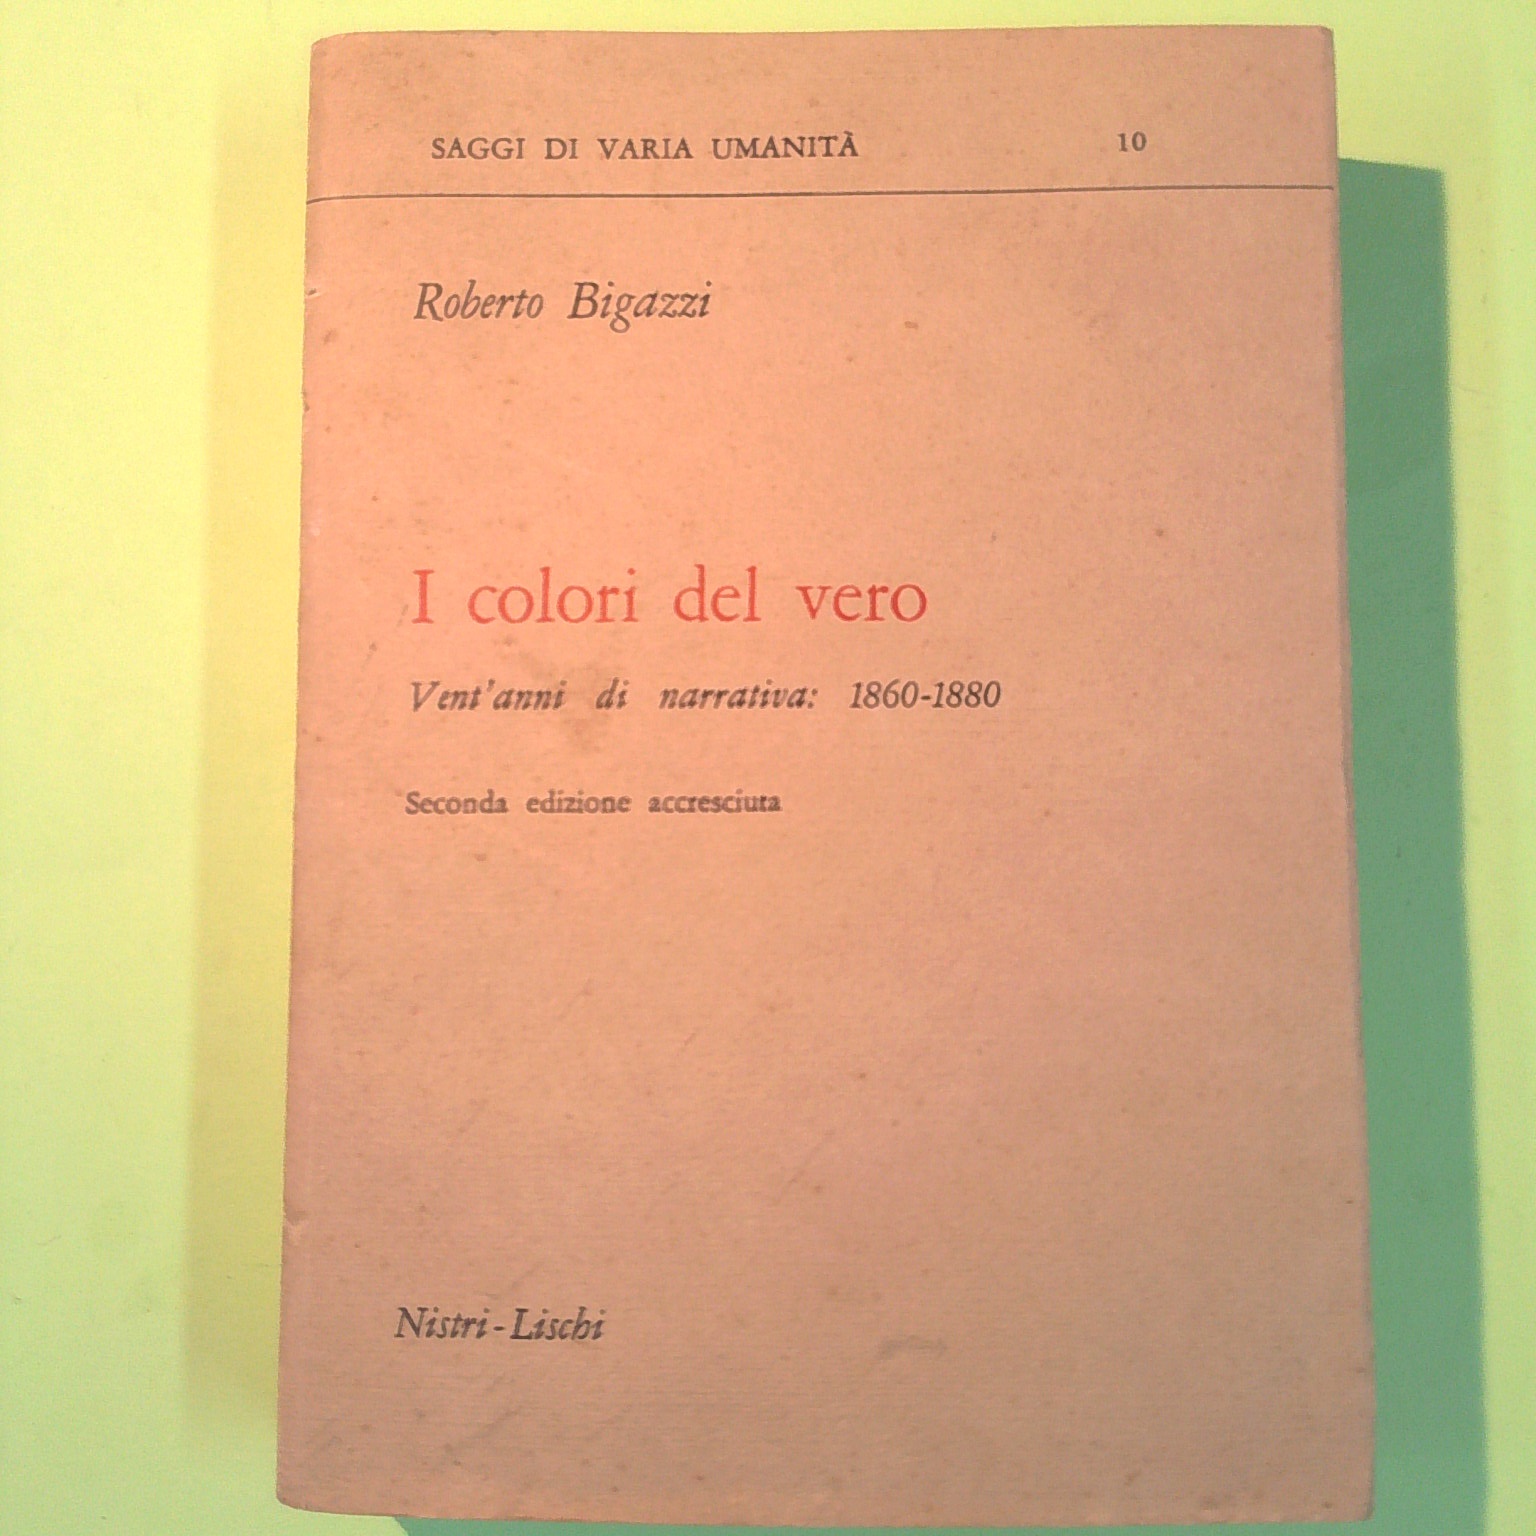 SAGGI DI VARIA UMANITÀ 10
Roberto Bigazzi
I colori del vero
Vent'anni di narrativa: 1860-1880
Seconda edizione accresciuta
Nistri-Lischi